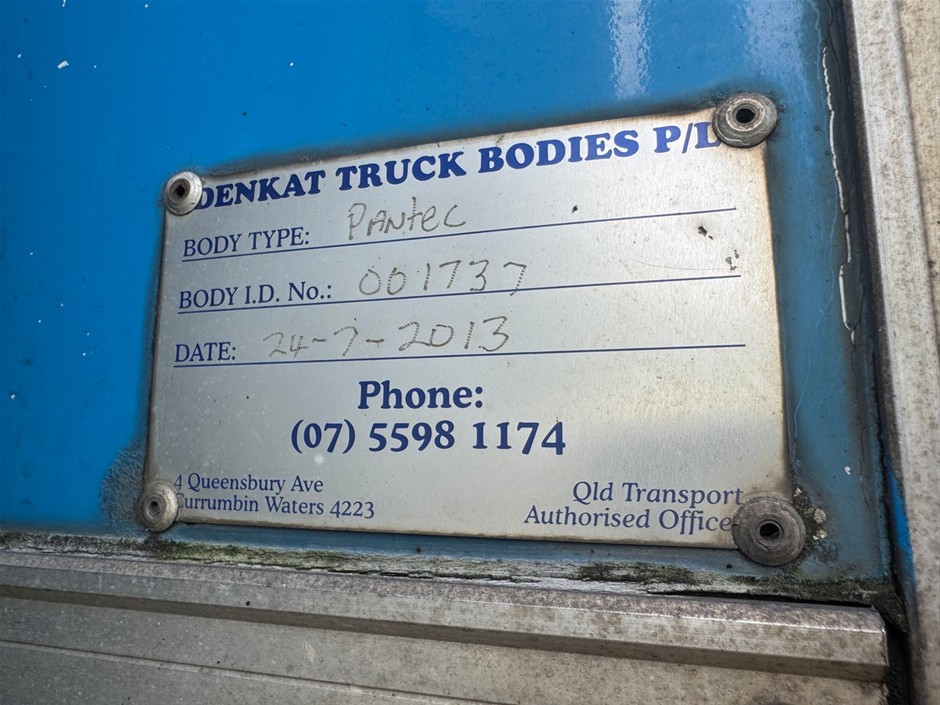 DENKAT TRUCK BODIES P/L
BODY TYPE: PANTEC
BODY I.D. No.: 001737
DATE: 24-7-2013
Phone:
(07) 5598 1174
4 Queensbury Ave
Currumbin Waters 4223
Qld Transport
Authorised Officer